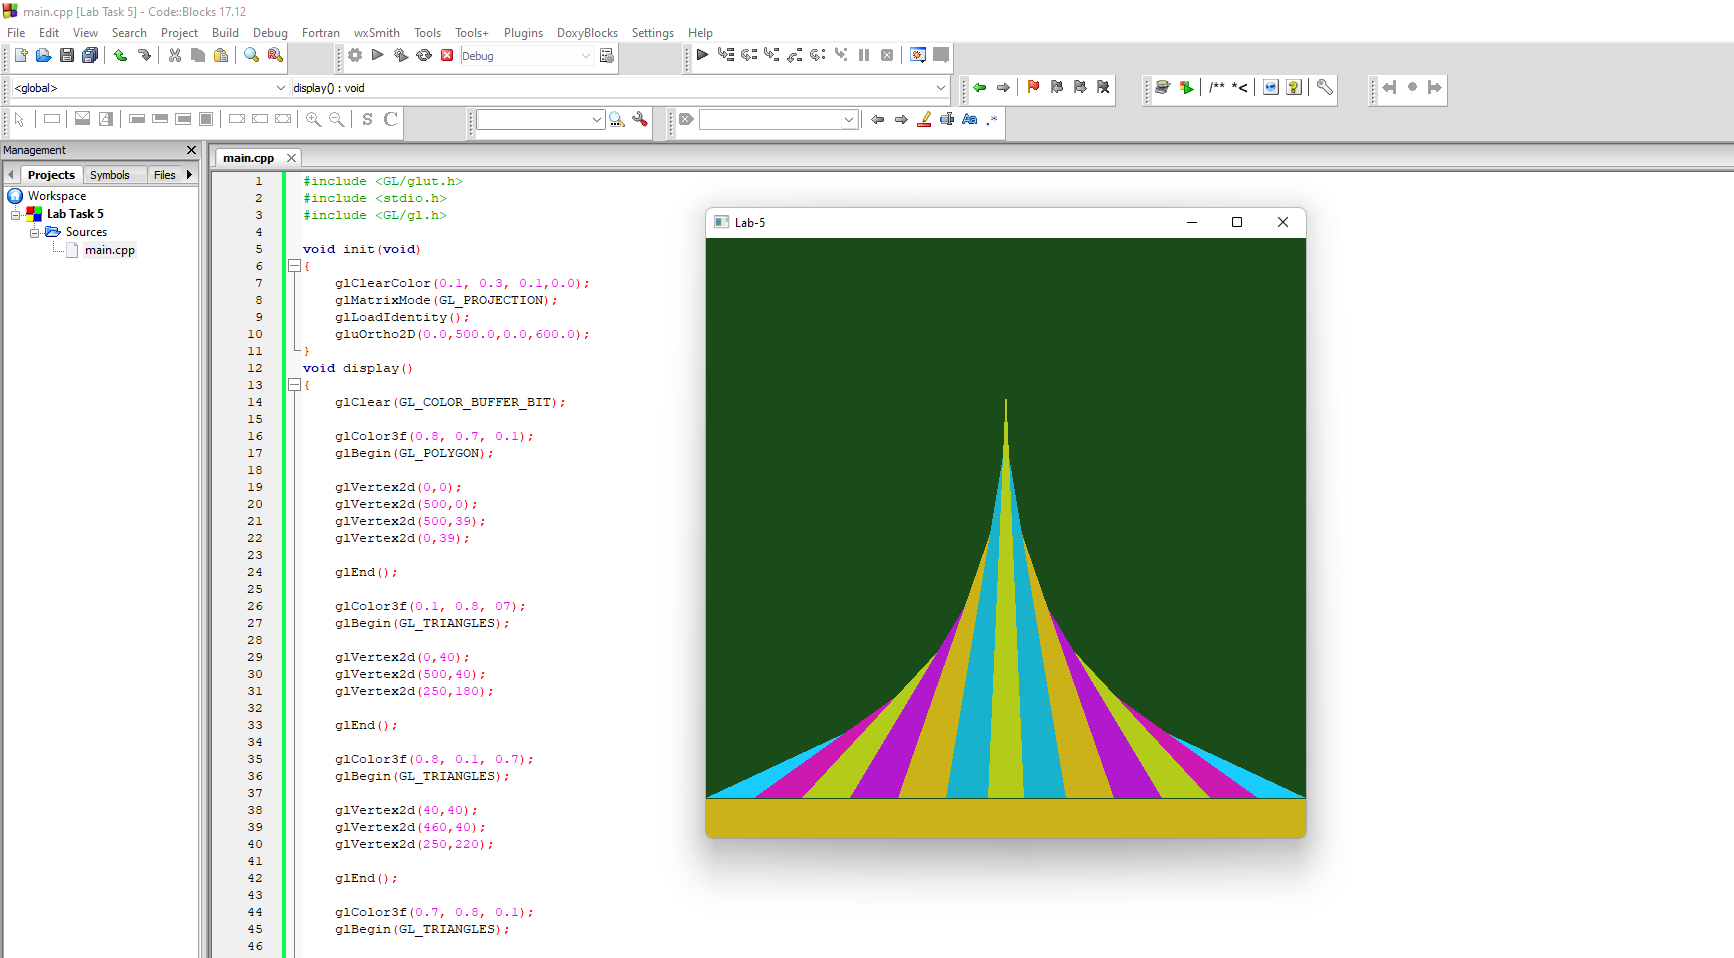 main.cpp [Lab Task 5] - Code::Blocks 17.12
File Edit View Search Project Build Debug Fortran wxSmith Tools Tools+ Plugins DoxyBlocks Settings Help
Debug
<global> display() : void
/** *<
S C
Aa .*
Management
Projects Symbols Files
Workspace
Lab Task 5
Sources
main.cpp
main.cpp
1 #include <GL/glut.h>
2 #include <stdio.h>
3 #include <GL/gl.h>
4
5 void init(void)
6 {
7 glClearColor(0.1, 0.3, 0.1,0.0);
8 glMatrixMode(GL_PROJECTION);
9 glLoadIdentity();
10 gluOrtho2D(0.0,500.0,0.0,600.0);
11 }
12 void display()
13 {
14 glClear(GL_COLOR_BUFFER_BIT);
15
16 glColor3f(0.8, 0.7, 0.1);
17 glBegin(GL_POLYGON);
18
19 glVertex2d(0,0);
20 glVertex2d(500,0);
21 glVertex2d(500,39);
22 glVertex2d(0,39);
23
24 glEnd();
25
26 glColor3f(0.1, 0.8, 07);
27 glBegin(GL_TRIANGLES);
28
29 glVertex2d(0,40);
30 glVertex2d(500,40);
31 glVertex2d(250,180);
32
33 glEnd();
34
35 glColor3f(0.8, 0.1, 0.7);
36 glBegin(GL_TRIANGLES);
37
38 glVertex2d(40,40);
39 glVertex2d(460,40);
40 glVertex2d(250,220);
41
42 glEnd();
43
44 glColor3f(0.7, 0.8, 0.1);
45 glBegin(GL_TRIANGLES);
46
Lab-5